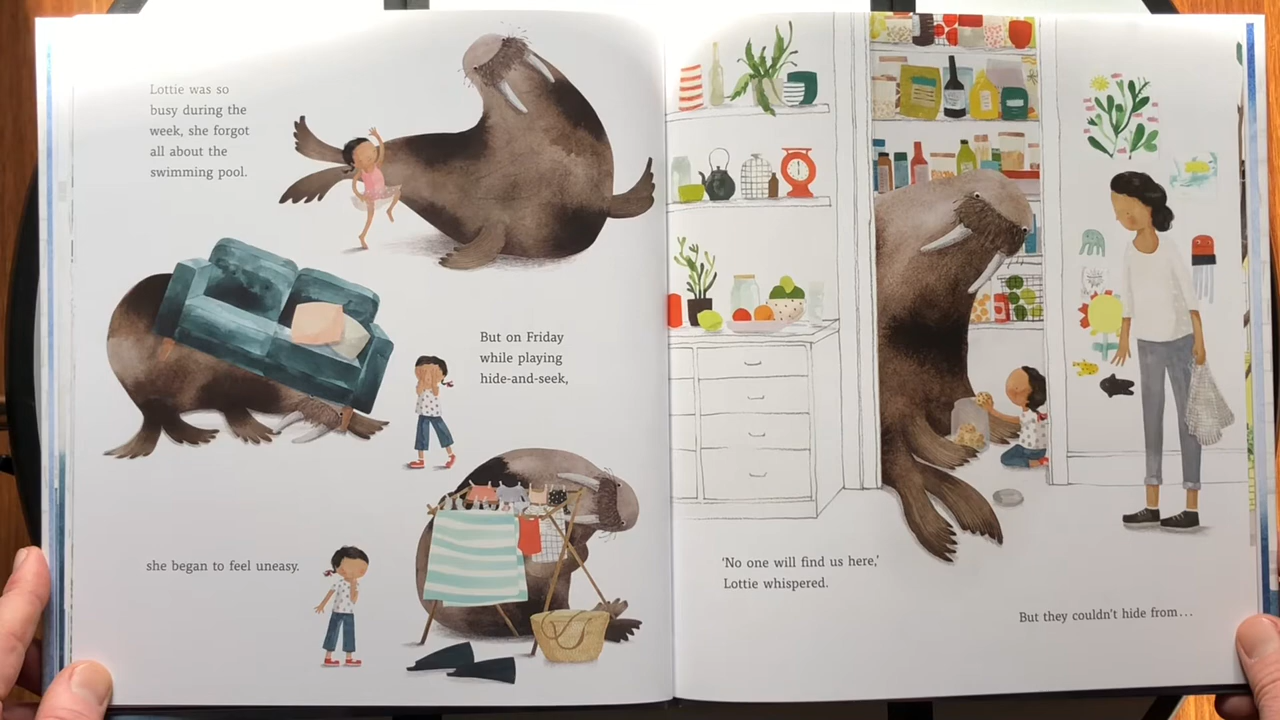 Lottie was so
busy during the
week, she forgot
all about the
swimming pool.
But on Friday
while playing
hide-and-seek,
she began to feel uneasy.
‘No one will find us here,’
Lottie whispered.
But they couldn’t hide from...